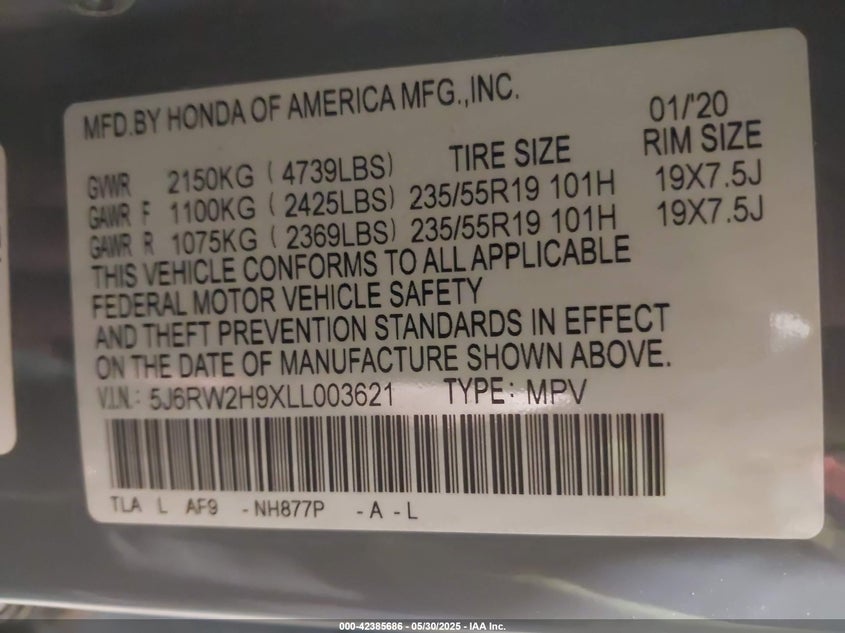 MFD.BY HONDA OF AMERICA MFG.,INC. 01/'20
GVWR 2150KG ( 4739LBS) TIRE SIZE RIM SIZE
GAWR F 1100KG ( 2425LBS) 235/55R19 101H 19X7.5J
GAWR R 1075KG ( 2369LBS) 235/55R19 101H 19X7.5J
THIS VEHICLE CONFORMS TO ALL APPLICABLE
FEDERAL MOTOR VEHICLE SAFETY
AND THEFT PREVENTION STANDARDS IN EFFECT
ON THE DATE OF MANUFACTURE SHOWN ABOVE.
V.I.N.: 5J6RW2H9XLL003621 TYPE: MPV
TLA L AF9 -NH877P -A -L
000-42385686 - 05/30/2025 - IAA Inc.